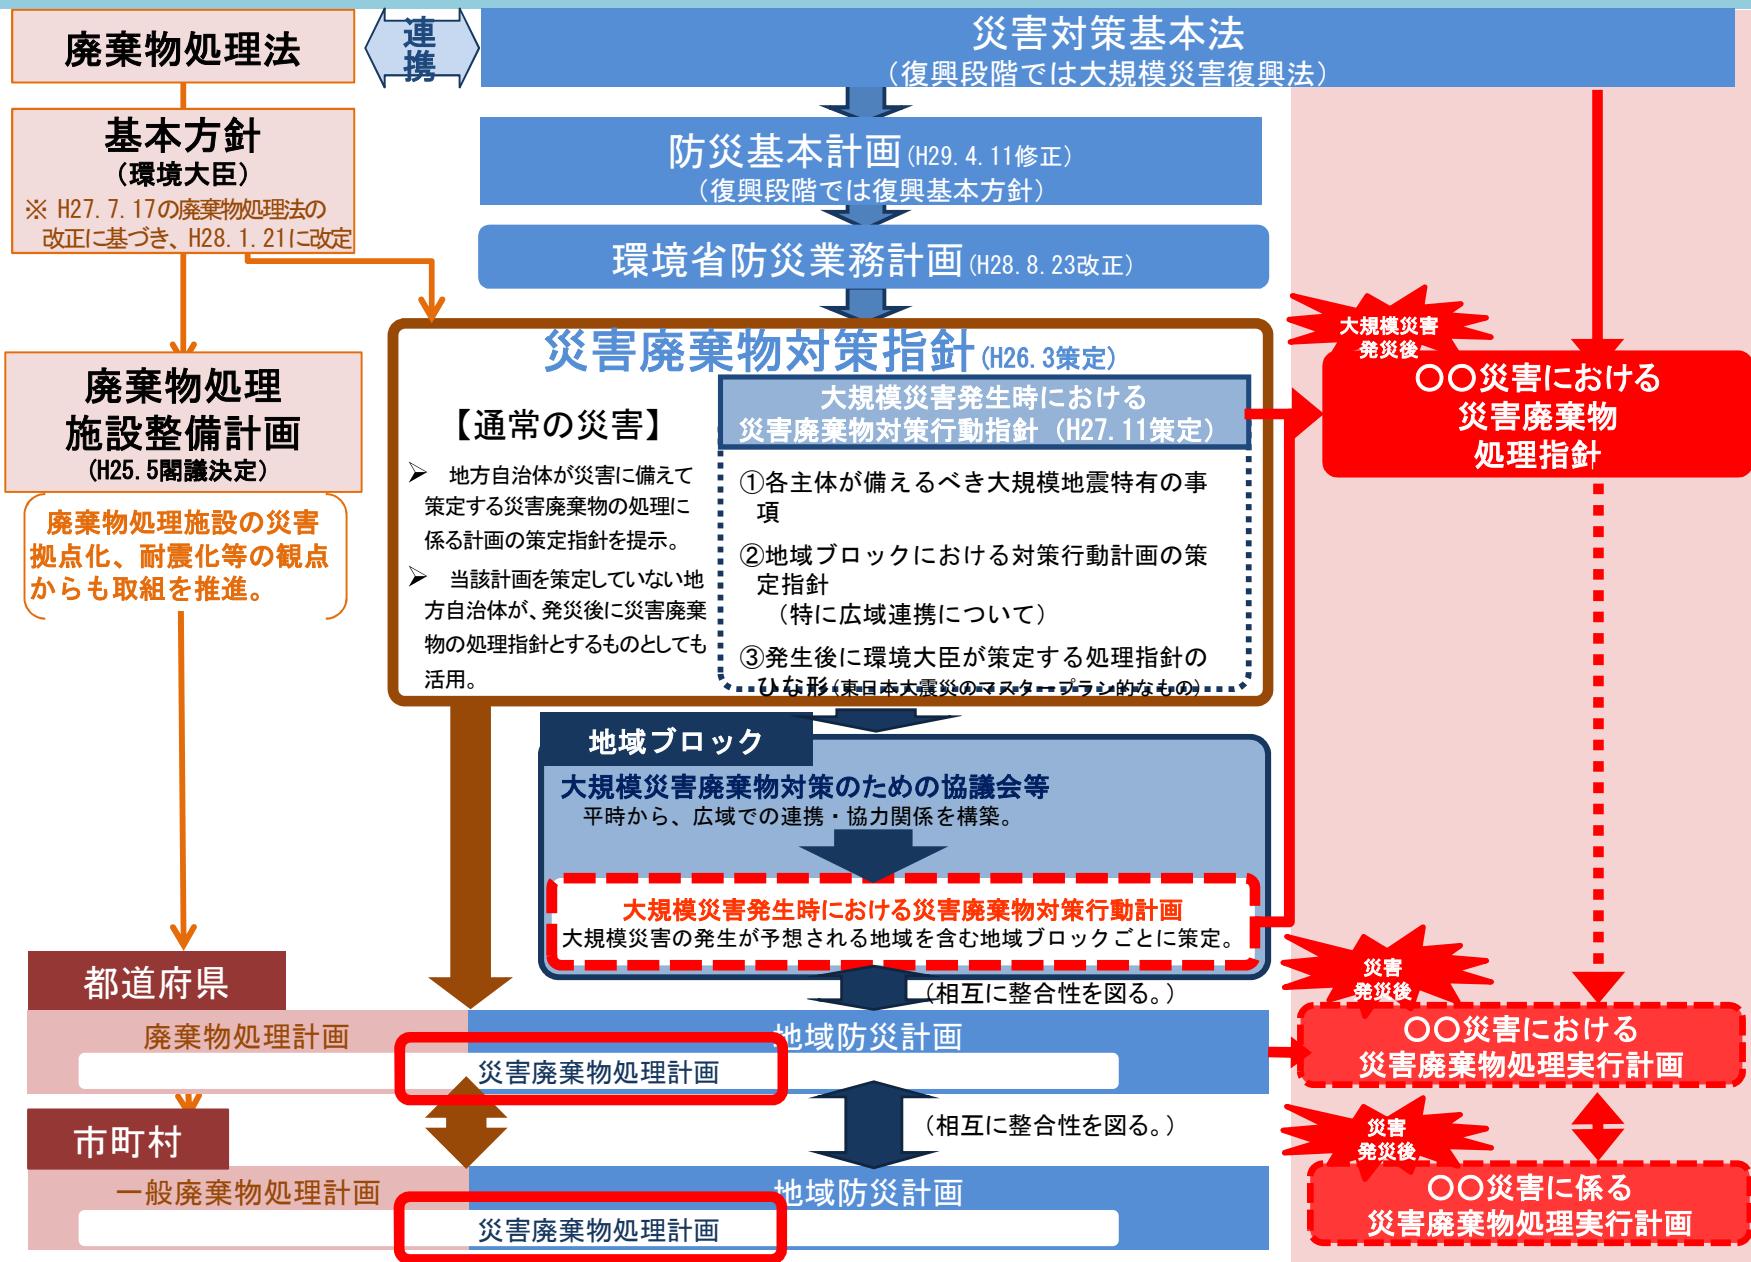 廃棄物処理法
連携
災害対策基本法
(復興段階では大規模災害復興法)
基本方針
(環境大臣)
※ H27.7.17の廃棄物処理法の
改正に基づき、H28.1.21に改定
防災基本計画(H29.4.11修正)
(復興段階では復興基本方針)
環境省防災業務計画(H28.8.23改正)
廃棄物処理
施設整備計画
(H25.5閣議決定)
廃棄物処理施設の災害
拠点化、耐震化等の観点
からも取組を推進。
災害廃棄物対策指針(H26.3策定)
【通常の災害】
➢ 地方自治体が災害に備えて
策定する災害廃棄物の処理に
係る計画の策定指針を提示。
➢ 当該計画を策定していない地
方自治体が、発災後に災害廃棄
物の処理指針とするものとしても
活用。
大規模災害発生時における
災害廃棄物対策行動指針(H27.11策定)
①各主体が備えるべき大規模地震特有の事
項
②地域ブロックにおける対策行動計画の策
定指針
(特に広域連携について)
③発生後に環境大臣が策定する処理指針の
ひな形(東日本大震災のマスタープラン的なもの)
大規模災害
発災後
〇〇災害における
災害廃棄物
処理指針
地域ブロック
大規模災害廃棄物対策のための協議会等
平時から、広域での連携・協力関係を構築。
大規模災害発生時における災害廃棄物対策行動計画
大規模災害の発生が予想される地域を含む地域ブロックごとに策定。
(相互に整合性を図る。)
都道府県
廃棄物処理計画
地域防災計画
災害廃棄物処理計画
災害
発災後
〇〇災害における
災害廃棄物処理実行計画
(相互に整合性を図る。)
市町村
一般廃棄物処理計画
地域防災計画
災害廃棄物処理計画
災害
発災後
〇〇災害に係る
災害廃棄物処理実行計画